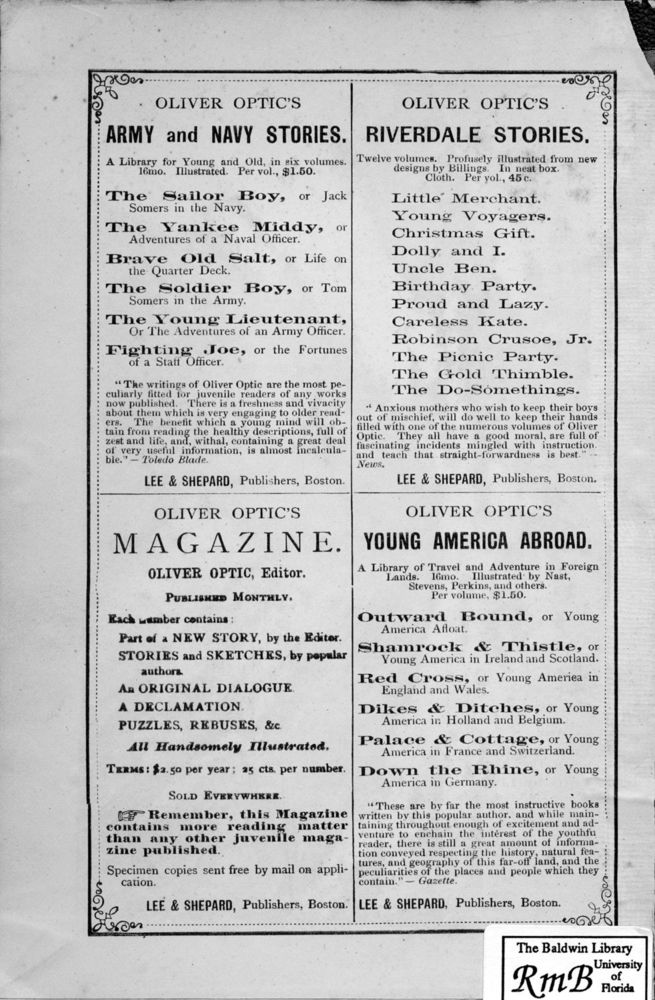 OLIVER OPTIC'S
ARMY and NAVY STORIES.
A Library for Young and Old, in six volumes.
16mo. Illustrated. Per vol., $1.50.
The Sailor Boy, or Jack
Somers in the Navy.
The Yankee Middy, or
Adventures of a Naval Officer.
Brave Old Salt, or Life on
the Quarter Deck.
The Soldier Boy, or Tom
Somers in the Army.
The Young Lieutenant,
Or The Adventures of an Army Officer.
Fighting Joe, or the Fortunes
of a Staff Officer.
"The writings of Oliver Optic are the most pe-
culiarly fitted for juvenile readers of any works
now published. There is a freshness and vivacity
about them which is very engaging to older read-
ers. The benefit which a young mind will ob-
tain from reading the healthy descriptions, full of
zest and life, and, withal, containing a great deal
of very useful information, is almost incalcula-
ble." — Toledo Blade.
LEE & SHEPARD, Publishers, Boston.
OLIVER OPTIC'S
RIVERDALE STORIES.
Twelve volumes. Profusely illustrated from new
designs by Billings. In neat box.
Cloth. Per vol., 45 c.
Little Merchant.
Young Voyagers.
Christmas Gift.
Dolly and I.
Uncle Ben.
Birthday Party.
Proud and Lazy.
Careless Kate.
Robinson Crusoe, Jr.
The Picnic Party.
The Gold Thimble.
The Do-Somethings.
"Anxious mothers who wish to keep their boys
out of mischief, will do well to keep their hands
filled with one of the numerous volumes of Oliver
Optic. They all have a good moral, are full of
fascinating incidents mingled with instruction.
and teach that straight-forwardness is best." —
News.
LEE & SHEPARD, Publishers, Boston.
OLIVER OPTIC'S
MAGAZINE.
OLIVER OPTIC, Editor.
PUBLISHED MONTHLY.
Each number contains:
Part of a NEW STORY, by the Editor.
STORIES and SKETCHES, by popular
authors.
An ORIGINAL DIALOGUE
A DECLAMATION
PUZZLES, REBUSES, &c
All Handsomely Illustrated.
TERMS: $2.50 per year; 25 cts. per number.
SOLD EVERYWHERE
☞ Remember, this Magazine
contains more reading matter
than any other juvenile maga-
zine published.
Specimen copies sent free by mail on appli-
cation.
LEE & SHEPARD, Publishers, Boston.
OLIVER OPTIC'S
YOUNG AMERICA ABROAD.
A Library of Travel and Adventure in Foreign
Lands. 16mo. Illustrated by Nast,
Stevens, Perkins, and others.
Per volume, $1.50.
Outward Bound, or Young
America Afloat.
Shamrock & Thistle, or
Young America in Ireland and Scotland.
Red Cross, or Young America in
England and Wales.
Dikes & Ditches, or Young
America in Holland and Belgium.
Palace & Cottage, or Young
America in France and Switzerland.
Down the Rhine, or Young
America in Germany.
"These are by far the most instructive books
written by this popular author, and while main-
taining throughout enough of excitement and ad-
venture to enchain the interest of the youthfu
reader, there is still a great amount of informa-
tion conveyed respecting the history, natural fea-
tures, and geography of this far-off land, and the
peculiarities of the places and people which they
contain." — Gazette.
LEE & SHEPARD, Publishers, Boston.
The Baldwin Library
RmB University
of
Florida